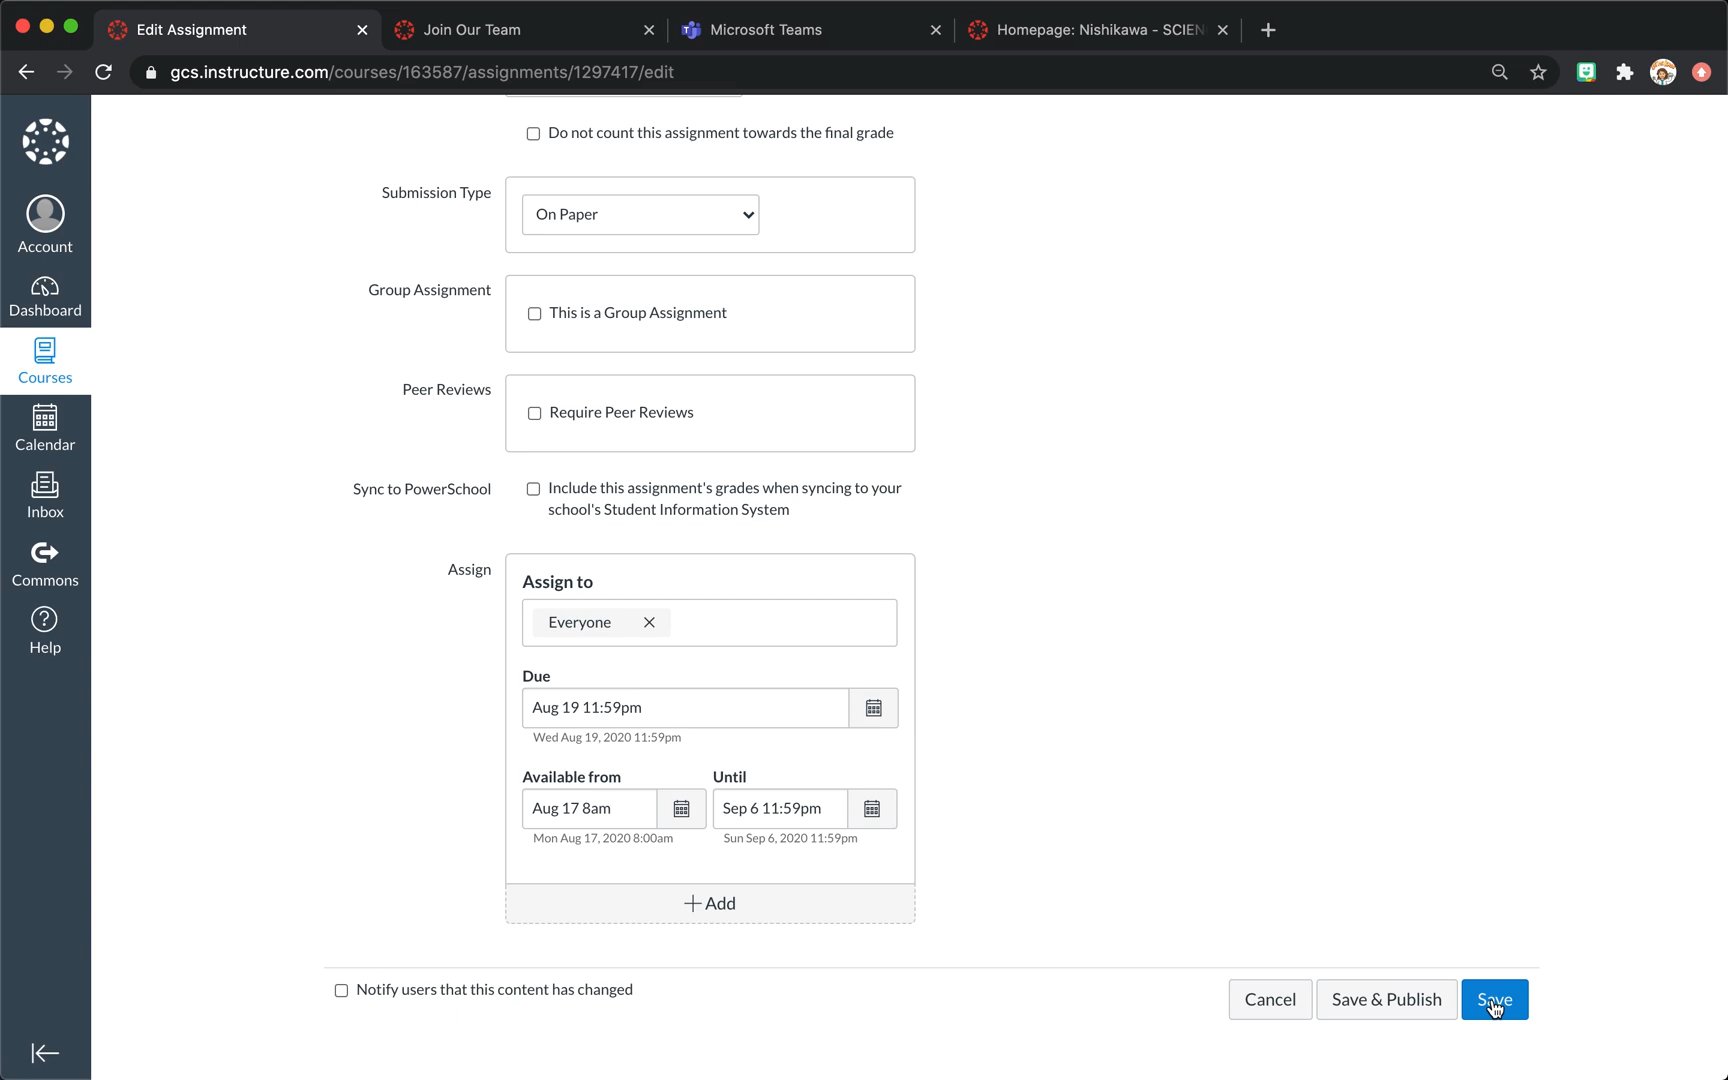 Edit Assignment
Join Our Team
Microsoft Teams
Homepage: Nishikawa - SCIEN
gcs.instructure.com/courses/163587/assignments/1297417/edit
Account
Dashboard
Courses
Calendar
Inbox
Commons
Help
Do not count this assignment towards the final grade
Submission Type
On Paper
Group Assignment
This is a Group Assignment
Peer Reviews
Require Peer Reviews
Sync to PowerSchool
Include this assignment's grades when syncing to your
school's Student Information System
Assign
Assign to
Everyone
Due
Aug 19 11:59pm
Wed Aug 19, 2020 11:59pm
Available from
Until
Aug 17 8am
Sep 6 11:59pm
Mon Aug 17, 2020 8:00am
Sun Sep 6, 2020 11:59pm
+ Add
Notify users that this content has changed
Cancel
Save & Publish
Save